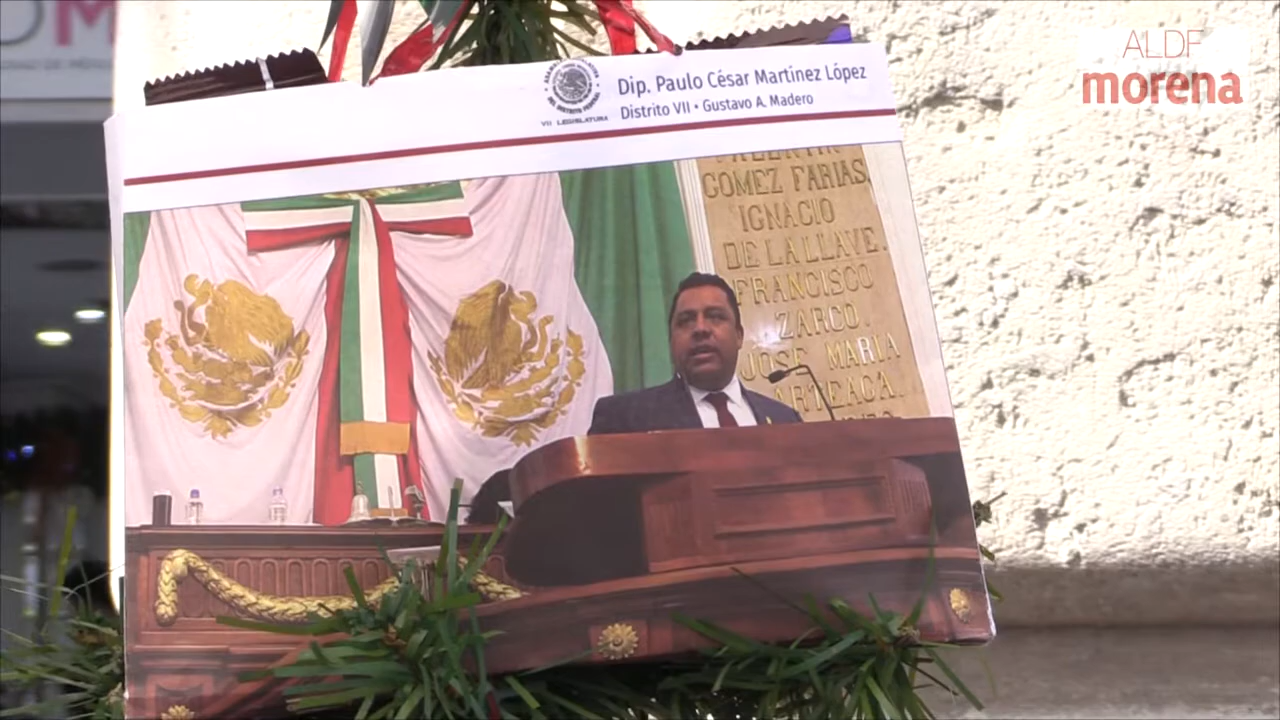 ALDF
morena
Dip. Paulo César Martínez López
Distrito VII • Gustavo A. Madero
VII LEGISLATURA
GOMEZ FARIAS
IGNACIO
DE LA LLAVE.
FRANCISCO
ZARCO.
JOSE MARIA
ARTEAGA.